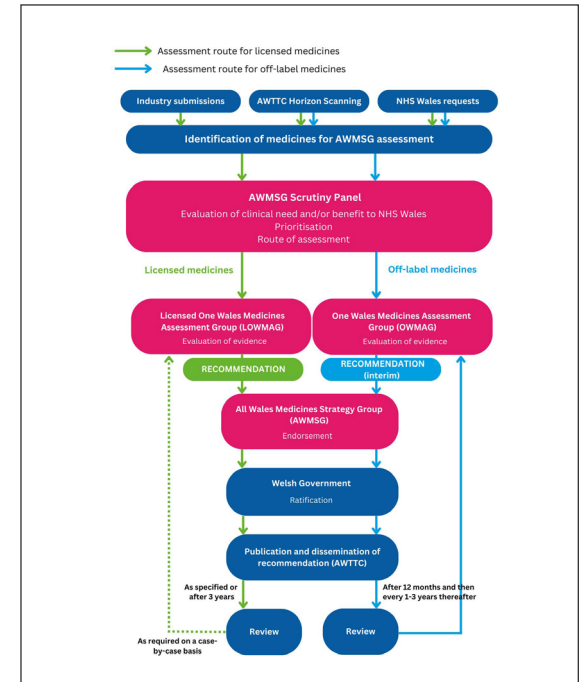 Assessment route for licensed medicines
Assessment route for off-label medicines
Industry submissions
AWTTC Horizon Scanning
NHS Wales requests
Identification of medicines for AWMSG assessment
AWMSG Scrutiny Panel
Evaluation of clinical need and/or benefit to NHS Wales
Prioritisation
Route of assessment
Licensed medicines
Off-label medicines
Licensed One Wales Medicines
Assessment Group (LOWMAG)
Evaluation of evidence
One Wales Medicines Assessment
Group (OWMAG)
Evaluation of evidence
RECOMMENDATION
RECOMMENDATION
(interim)
All Wales Medicines Strategy Group
(AWMSG)
Endorsement
Welsh Government
Ratification
Publication and dissemination of
recommendation (AWTTC)
As specified or
after 3 years
After 12 months and then
every 1-3 years thereafter
Review
Review
As required on a case-
by-case basis